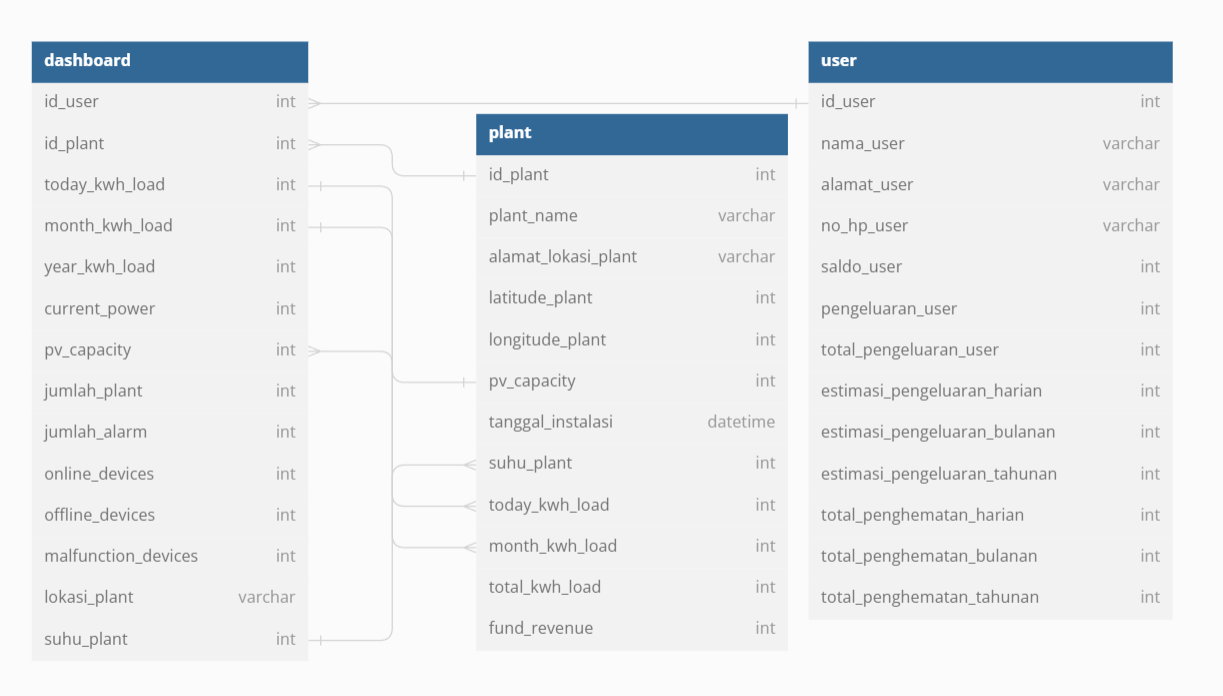 dashboard
id_user int
id_plant int
today_kwh_load int
month_kwh_load int
year_kwh_load int
current_power int
pv_capacity int
jumlah_plant int
jumlah_alarm int
online_devices int
offline_devices int
malfunction_devices int
lokasi_plant varchar
suhu_plant int
plant
id_plant int
plant_name varchar
alamat_lokasi_plant varchar
latitude_plant int
longitude_plant int
pv_capacity int
tanggal_instalasi datetime
suhu_plant int
today_kwh_load int
month_kwh_load int
total_kwh_load int
fund_revenue int
user
id_user int
nama_user varchar
alamat_user varchar
no_hp_user varchar
saldo_user int
pengeluaran_user int
total_pengeluaran_user int
estimasi_pengeluaran_harian int
estimasi_pengeluaran_bulanan int
estimasi_pengeluaran_tahunan int
total_penghematan_harian int
total_penghematan_bulanan int
total_penghematan_tahunan int